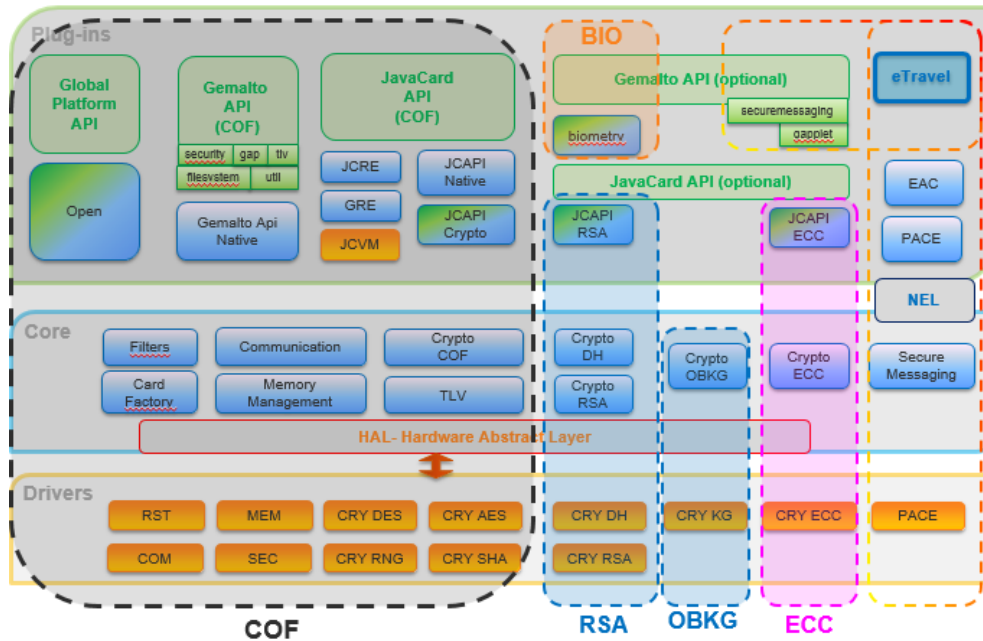 Plug-ins
BIO
Global
Platform
API
Gemalto
API
(COF)
security
gap
tlv
filesystem
util
JavaCard
API
(COF)
Gemalto API (optional)
securemessaging
gapplet
eTravel
biometry
Open
Gemalto Api
Native
JCRE
GRE
JCVM
JCAPI
Native
JCAPI
Crypto
JavaCard API (optional)
JCAPI
RSA
JCAPI
ECC
EAC
PACE
NEL
Core
Filters
Communication
Crypto
COF
Crypto
DH
Crypto
OBKG
Crypto
ECC
Secure
Messaging
Card
Factory
Memory
Management
TLV
Crypto
RSA
HAL- Hardware Abstract Layer
Drivers
RST
MEM
CRY DES
CRY AES
CRY DH
CRY KG
CRY ECC
PACE
COM
SEC
CRY RNG
CRY SHA
CRY RSA
COF
RSA
OBKG
ECC